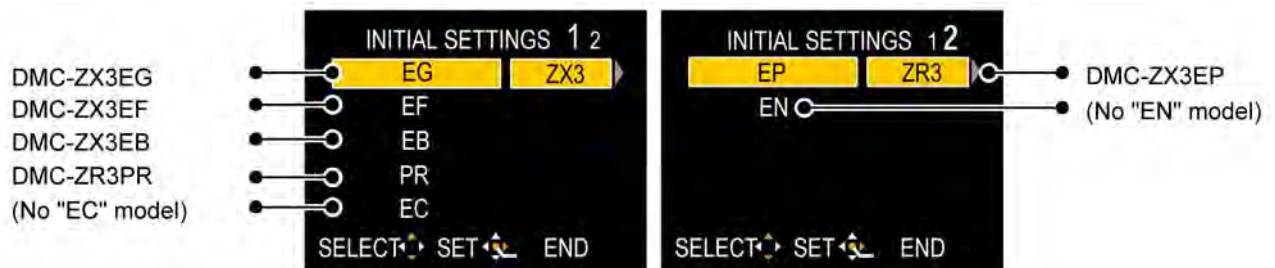 DMC-ZX3EG
DMC-ZX3EF
DMC-ZX3EB
DMC-ZR3PR
(No "EC" model)
INITIAL SETTINGS 1 2
EG ZX3
EF
EB
PR
EC
SELECT SET END
INITIAL SETTINGS 1 2
EP ZR3
EN
SELECT SET END
DMC-ZX3EP
(No "EN" model)